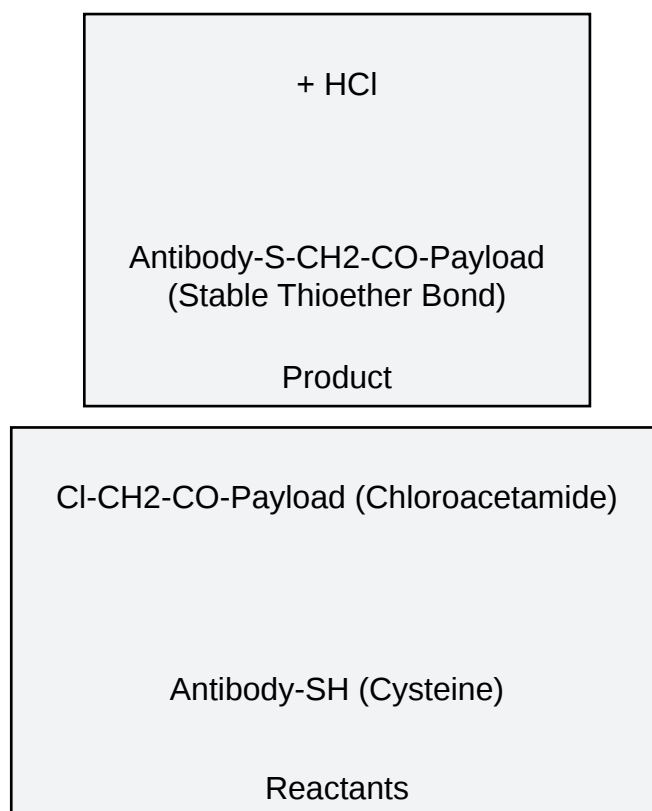 + HCl
Antibody-S-CH2-CO-Payload
(Stable Thioether Bond)
Product
Cl-CH2-CO-Payload (Chloroacetamide)
Antibody-SH (Cysteine)
Reactants